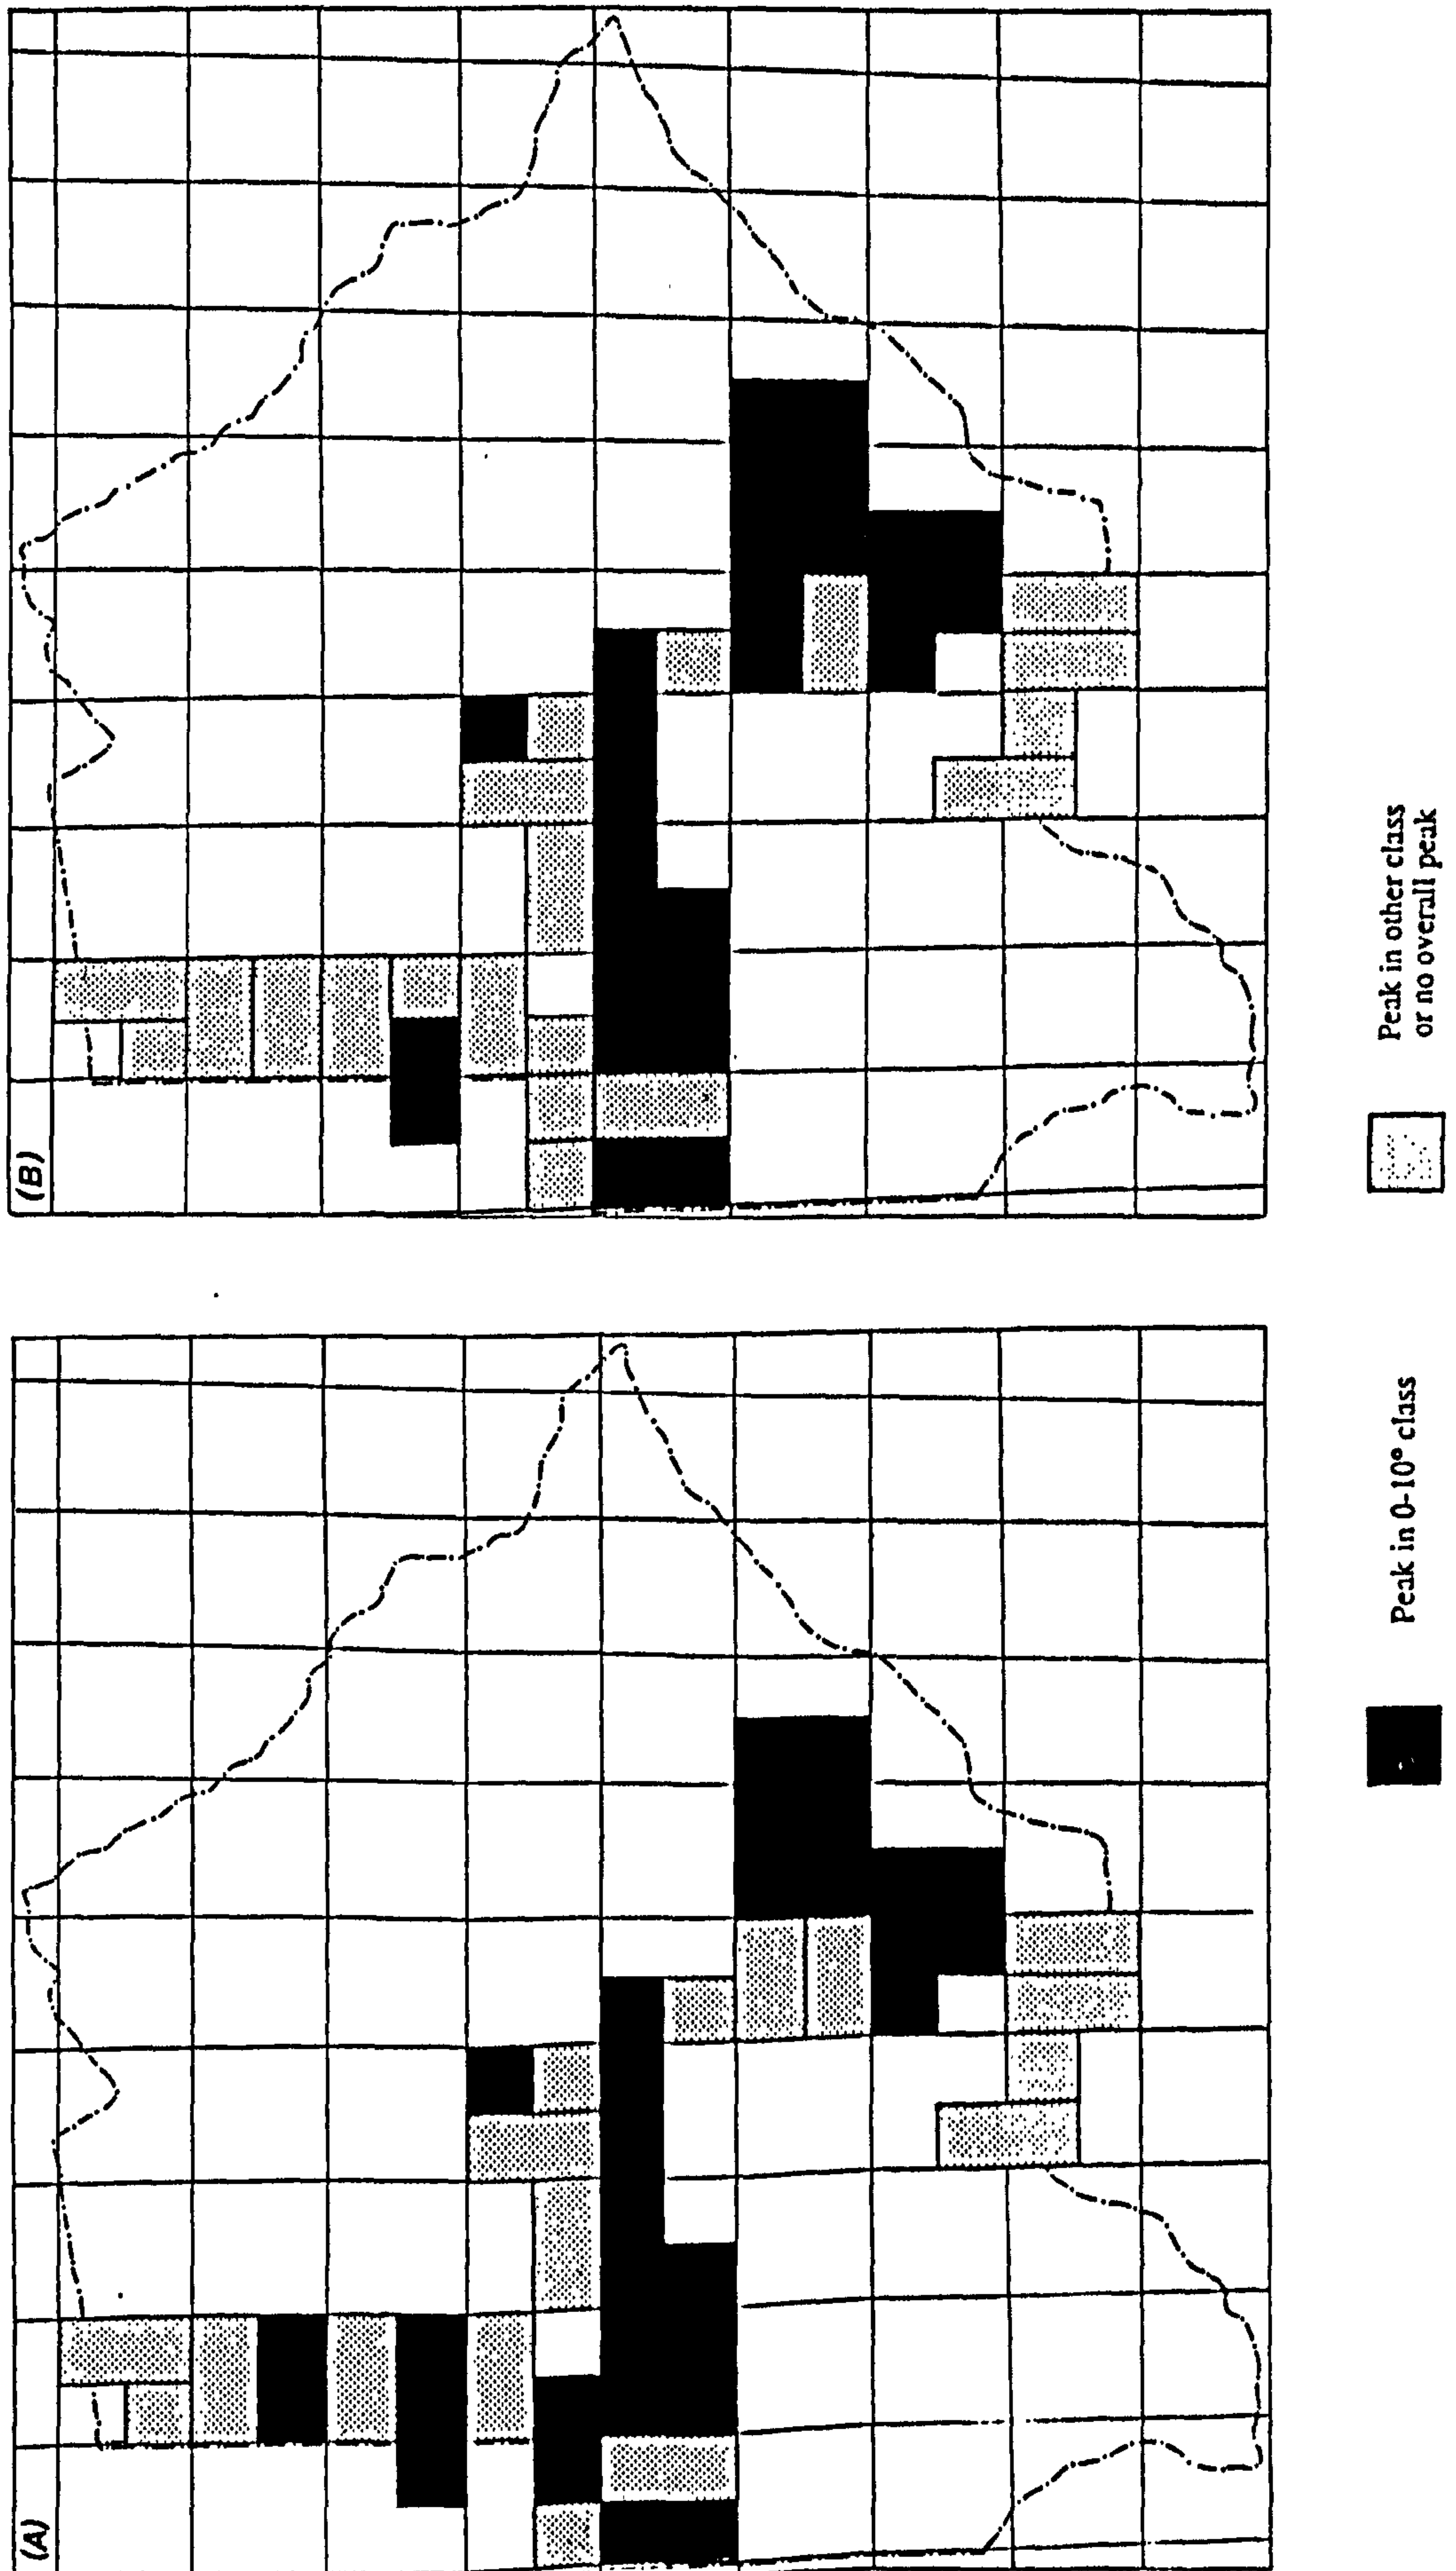 (A)
(B)
Peak in 0-10° class
Peak in other class
or no overall peak